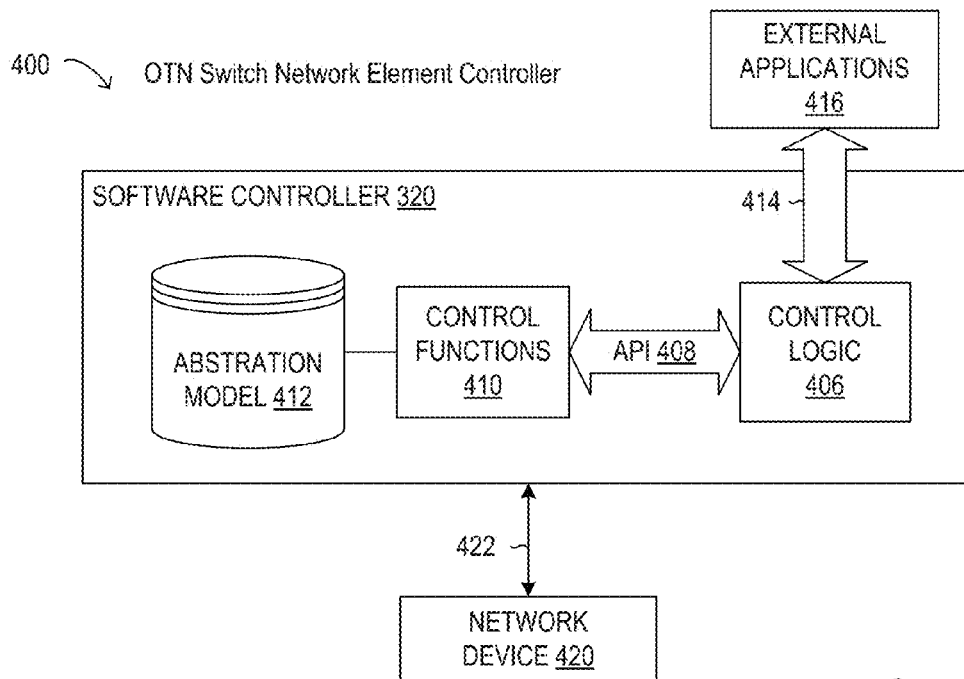 400
OTN Switch Network Element Controller
EXTERNAL
APPLICATIONS
416
SOFTWARE CONTROLLER 320
414
ABSTRATION
MODEL 412
CONTROL
FUNCTIONS
410
API 408
CONTROL
LOGIC
406
422
NETWORK
DEVICE 420